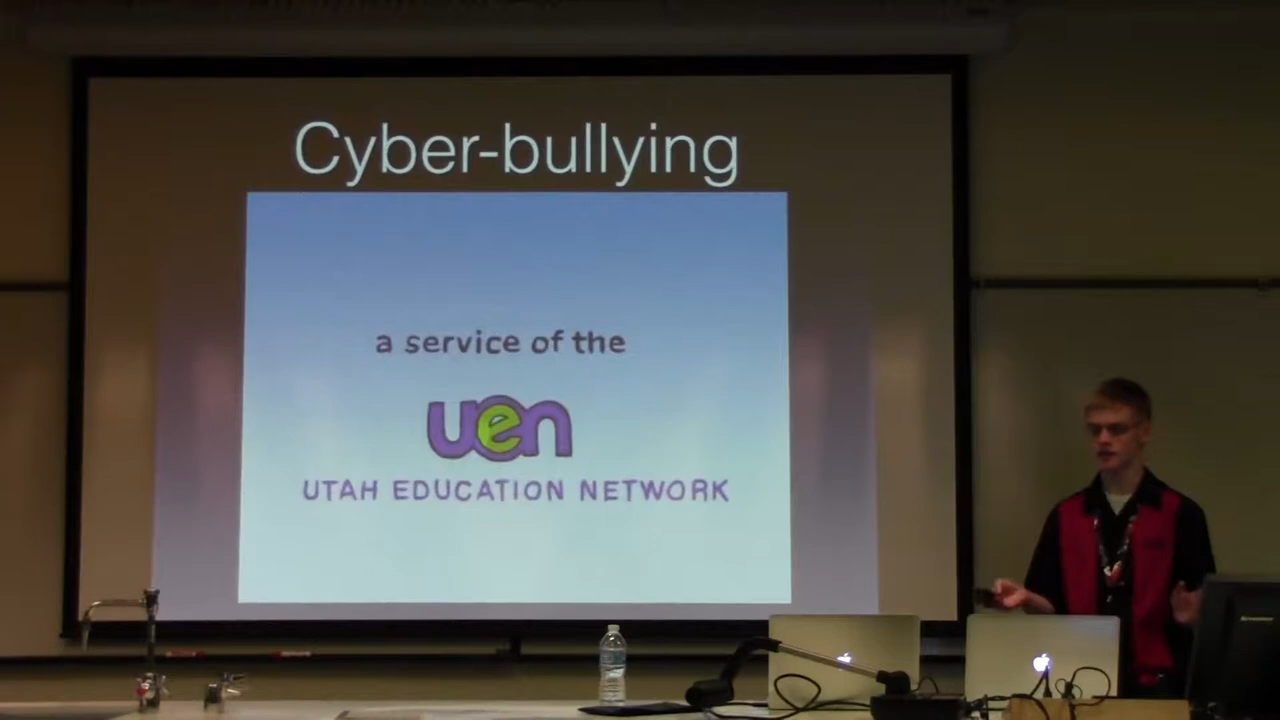 Cyber-bullying
a service of the
uen
UTAH EDUCATION NETWORK